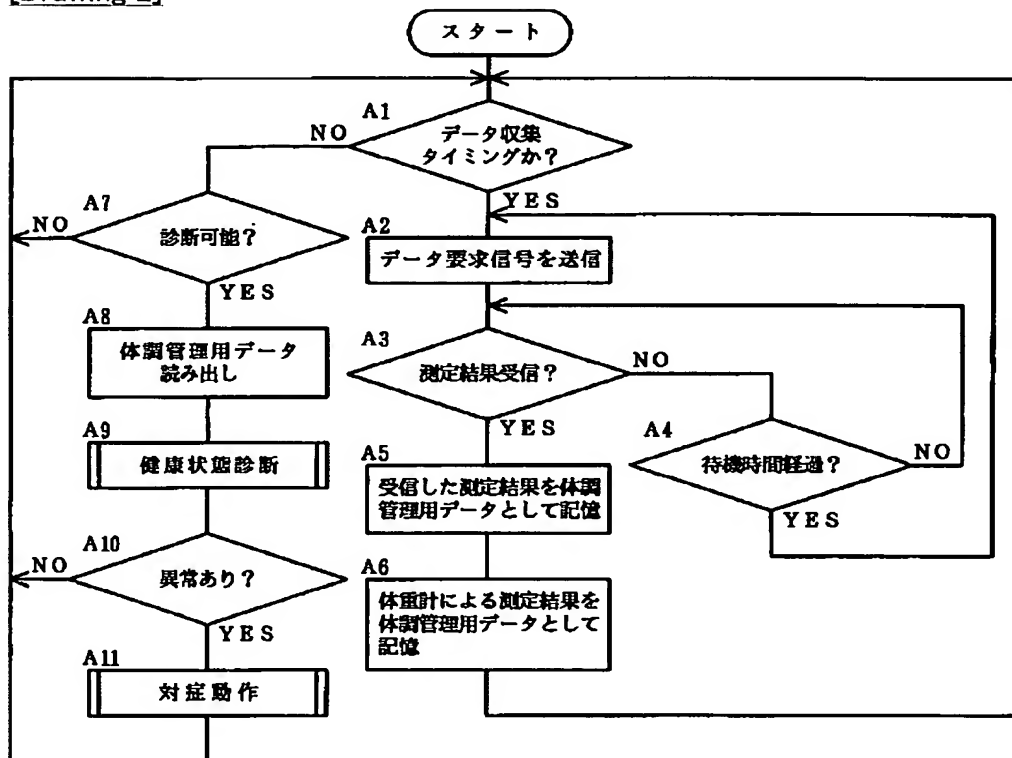 スタート
A1
データ収集
タイミングか？
NO
YES
A7
診断可能？
NO
YES
A2
データ要求信号を送信
A8
体調管理用データ
読み出し
A3
測定結果受信？
NO
YES
A4
待機時間経過？
NO
YES
A9
健康状態診断
A5
受信した測定結果を体調
管理用データとして記憶
A10
異常あり？
NO
YES
A6
体重計による測定結果を
体調管理用データとして
記憶
A11
対症動作